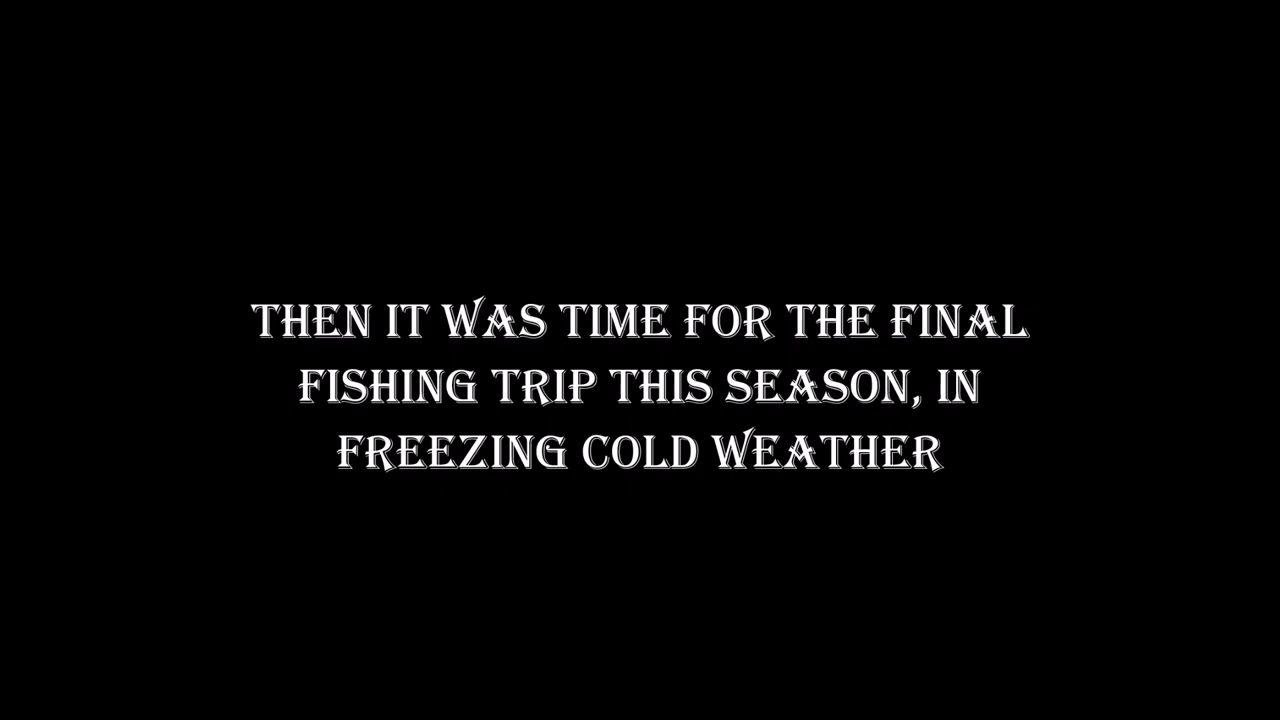 THEN IT WAS TIME FOR THE FINAL
FISHING TRIP THIS SEASON, IN
FREEZING COLD WEATHER